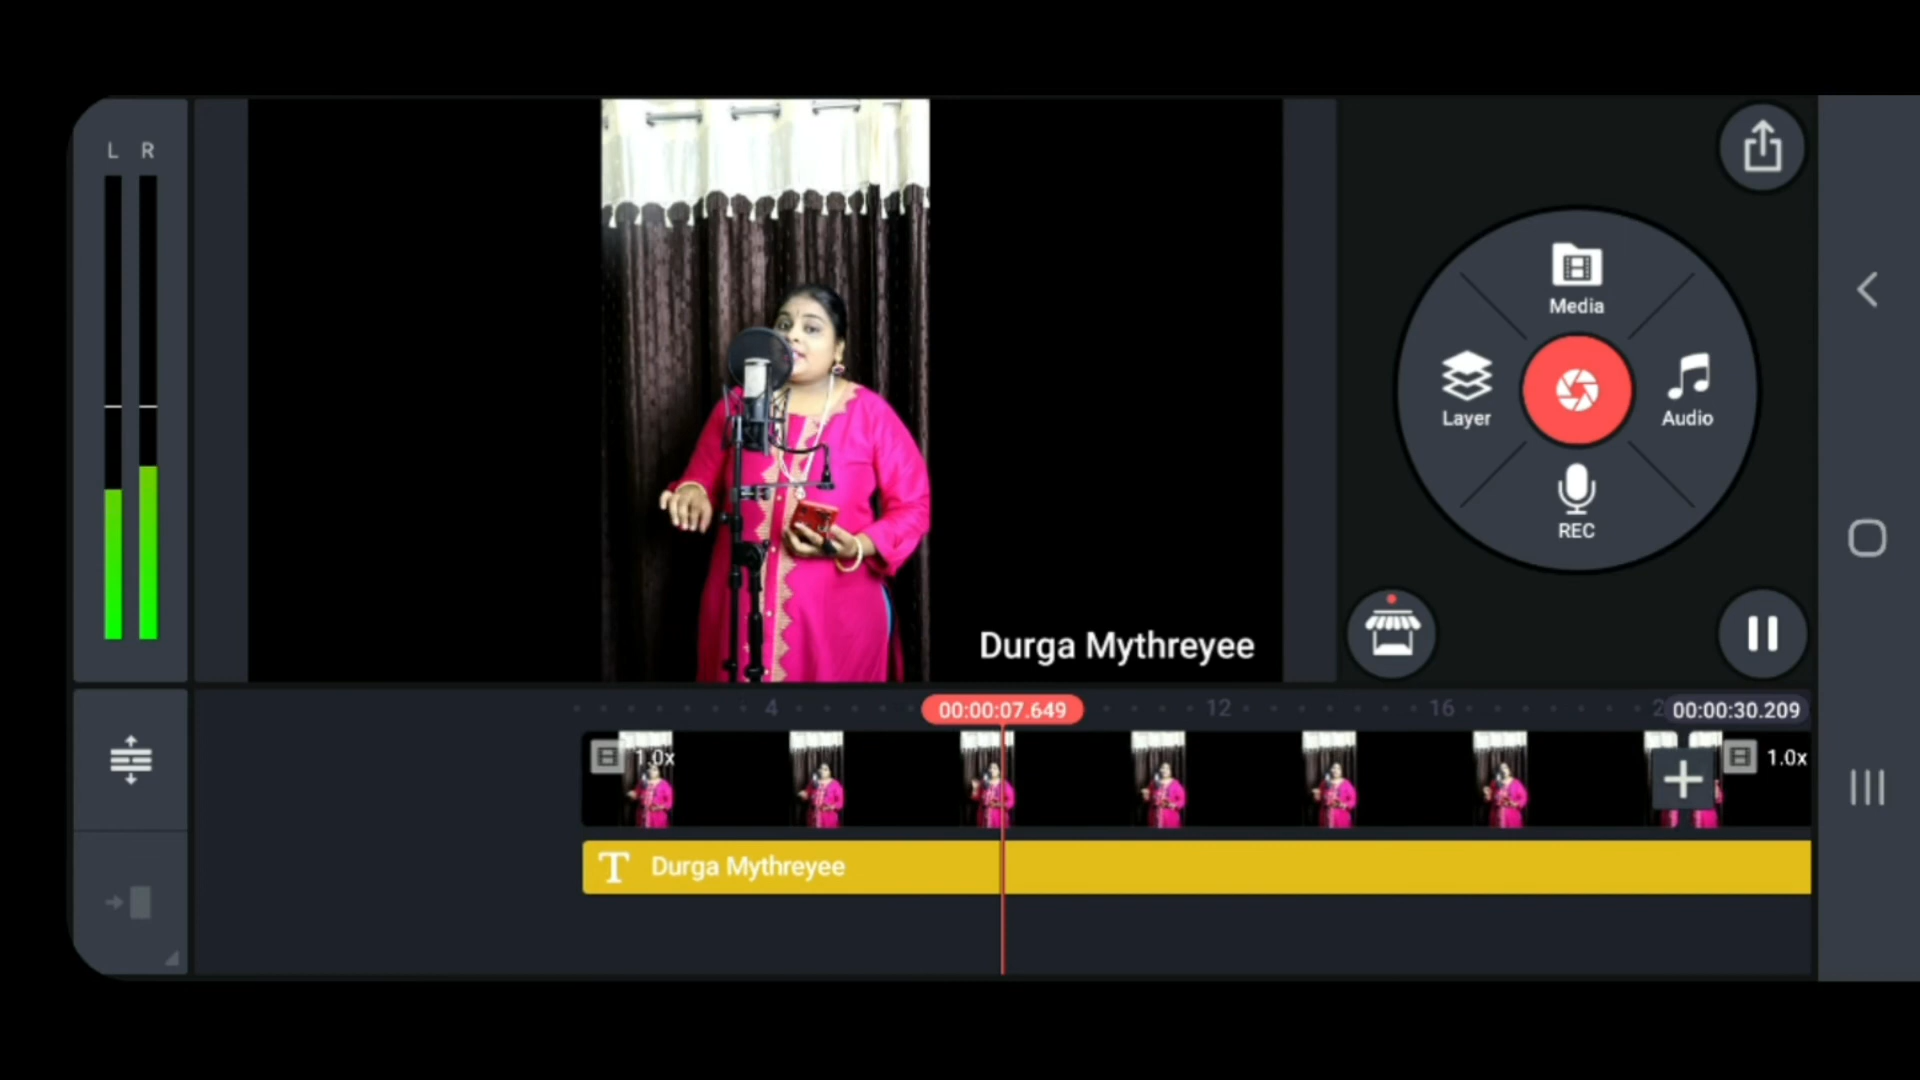 L R
Media
Layer
Audio
REC
Durga Mythreyee
4
00:00:07.649
12
16
00:00:30.209
1.0x
1.0x
T Durga Mythreyee